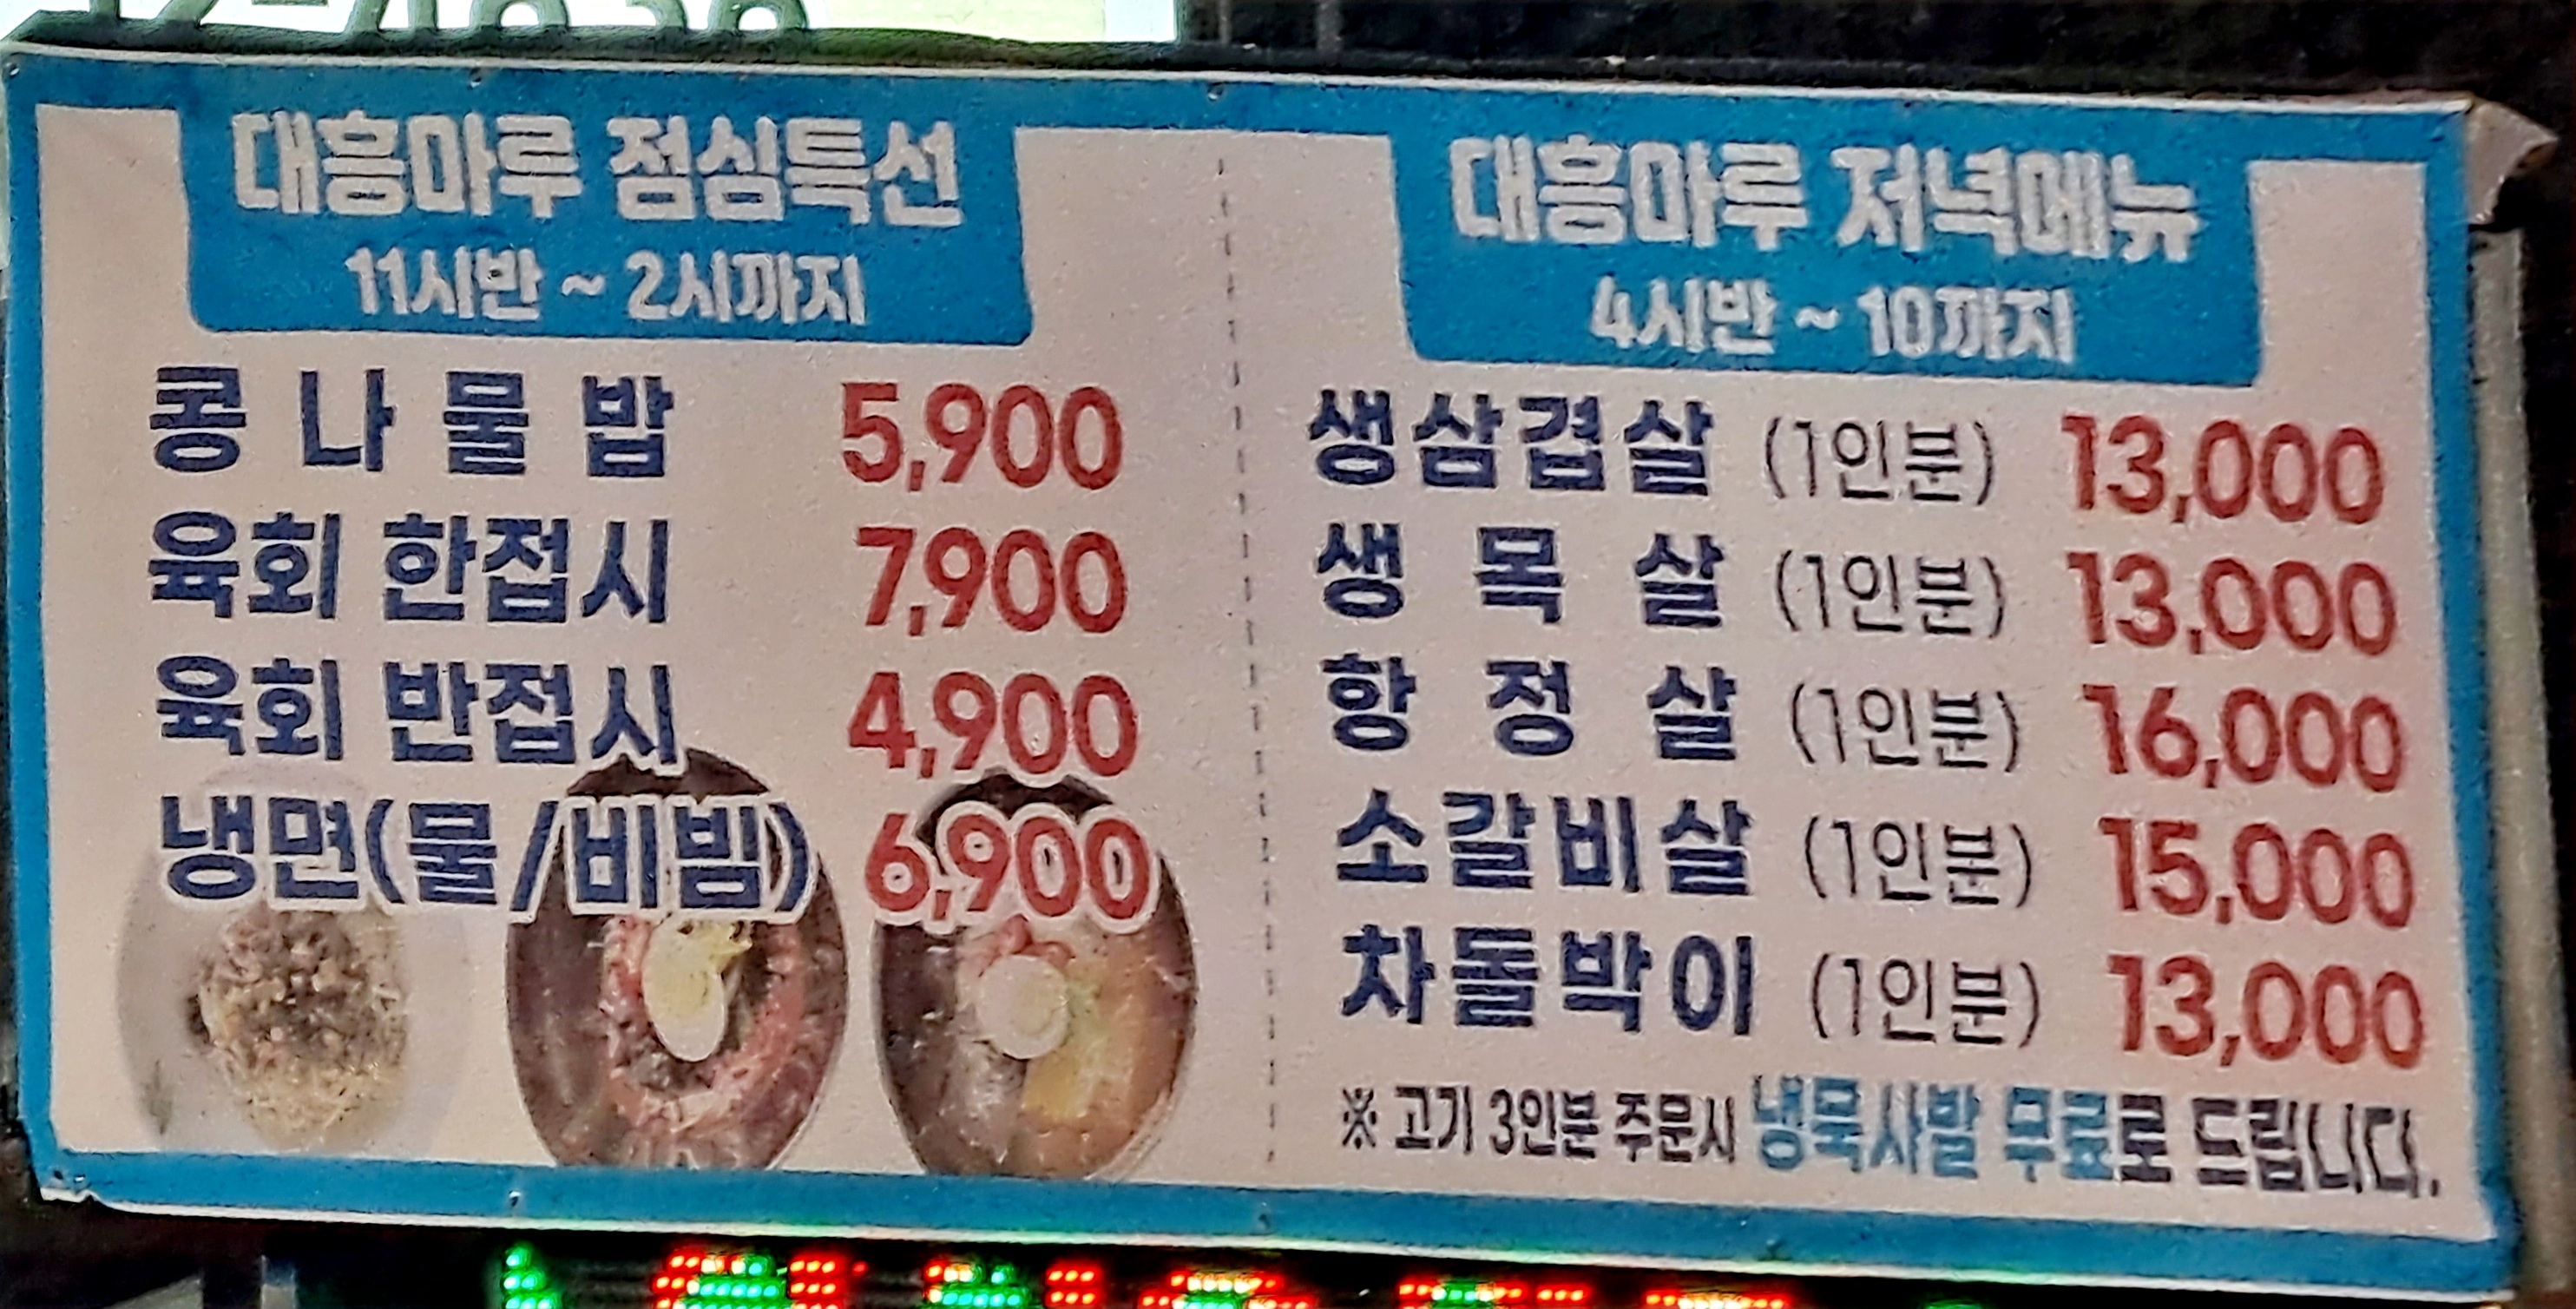 대흥마루 점심특선
11시반 ~ 2시까지
콩나물밥 5,900
육회 한접시 7,900
육회 반접시 4,900
냉면(물/비빔) 6,900
대흥마루 저녁메뉴
4시반 ~ 10까지
생삼겹살 (1인분) 13,000
생목살 (1인분) 13,000
항정살 (1인분) 16,000
소갈비살 (1인분) 15,000
차돌박이 (1인분) 13,000
※ 고기 3인분 주문시 냉묵사발 무료로 드립니다.